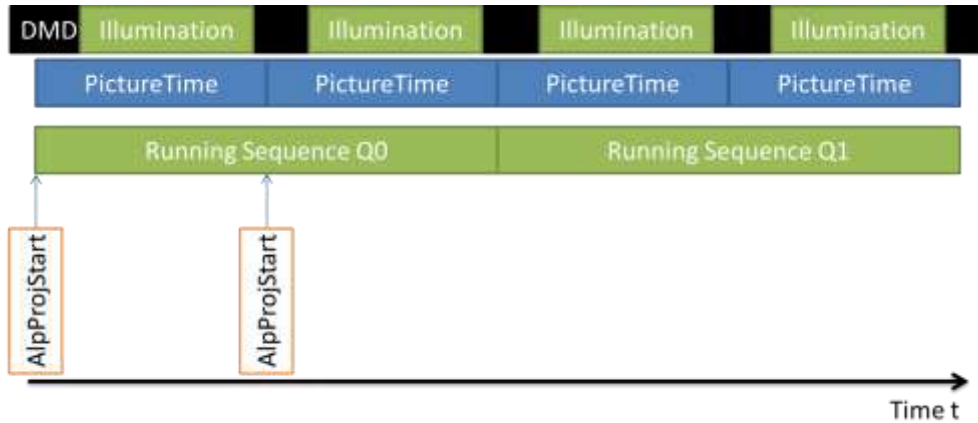 DMD Illumination Illumination Illumination Illumination
PictureTime PictureTime PictureTime PictureTime
Running Sequence Q0 Running Sequence Q1
AlpProjStart
AlpProjStart
Time t